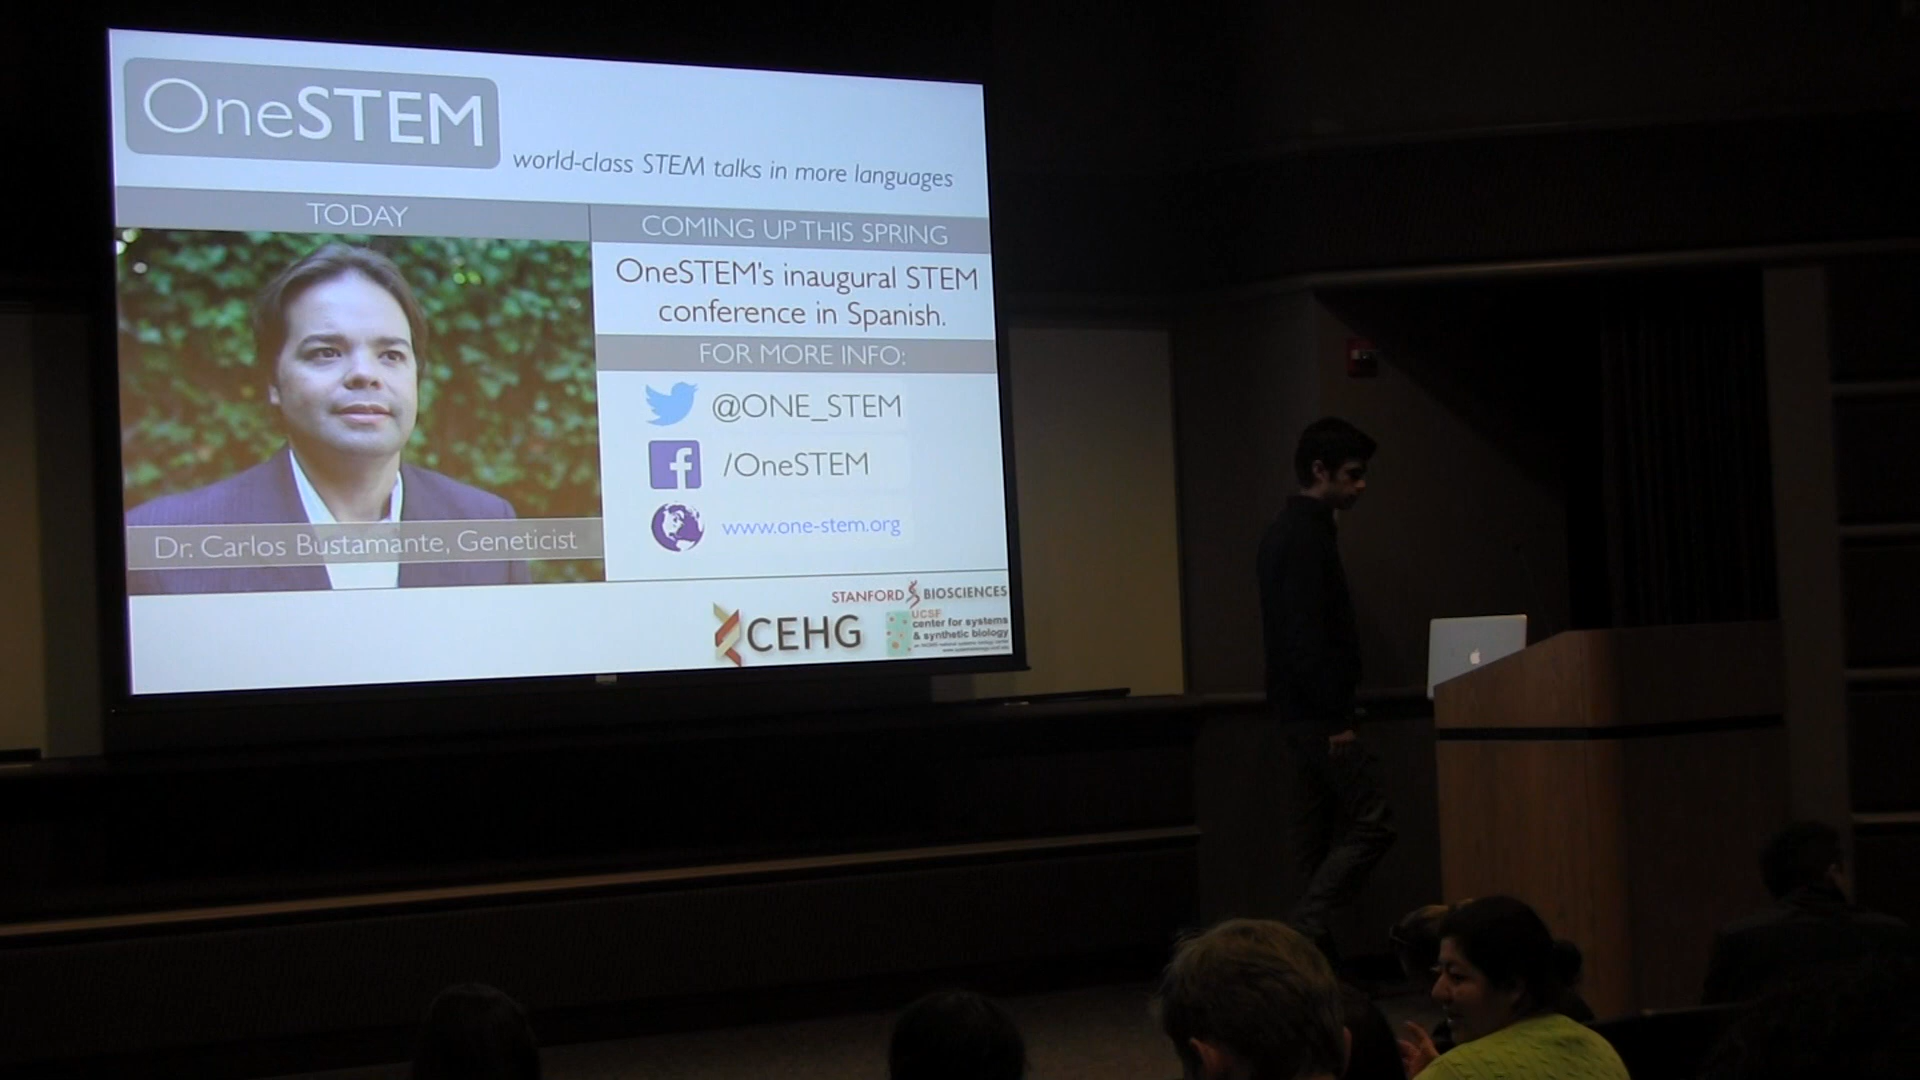 OneSTEM
world-class STEM talks in more languages
TODAY
Dr. Carlos Bustamante, Geneticist
COMING UP THIS SPRING
OneSTEM's inaugural STEM
conference in Spanish.
FOR MORE INFO:
@ONE_STEM
/OneSTEM
www.one-stem.org
STANFORD BIOSCIENCES
CEHG
UCSF
center for systems
& synthetic biology